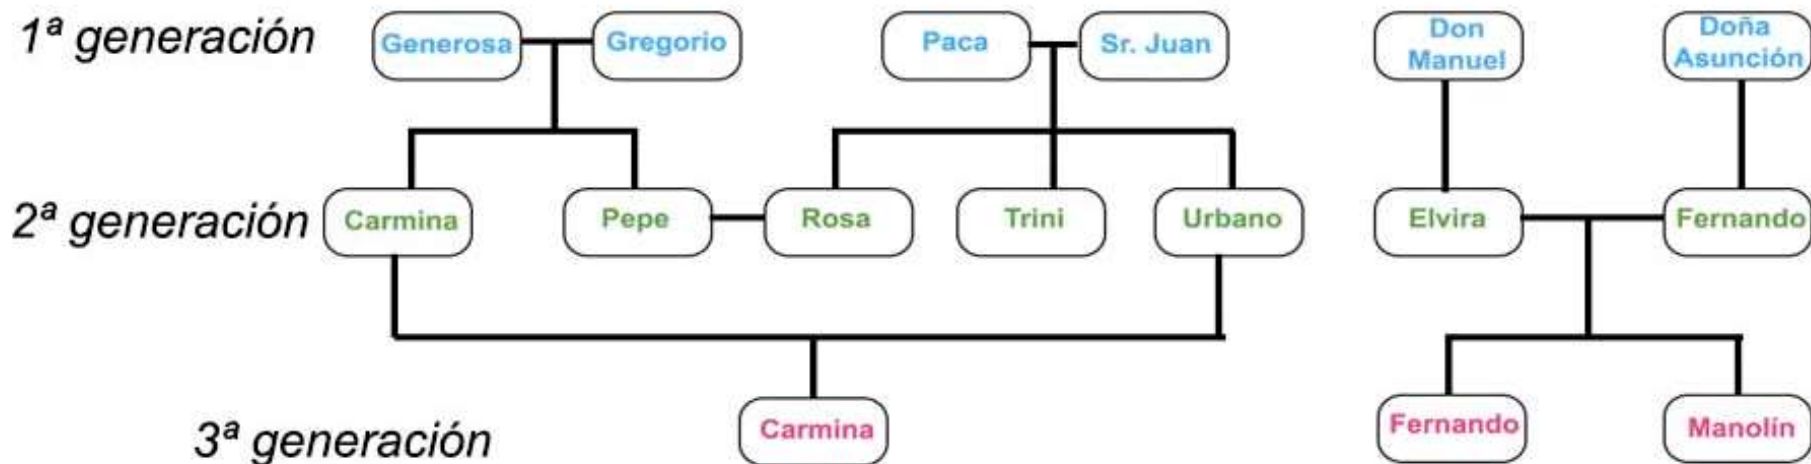 1ª generación
Generosa
Gregorio
Paca
Sr. Juan
Don
Manuel
Doña
Asunción
2ª generación
Carmina
Pepe
Rosa
Trini
Urbano
Elvira
Fernando
3ª generación
Carmina
Fernando
Manolín